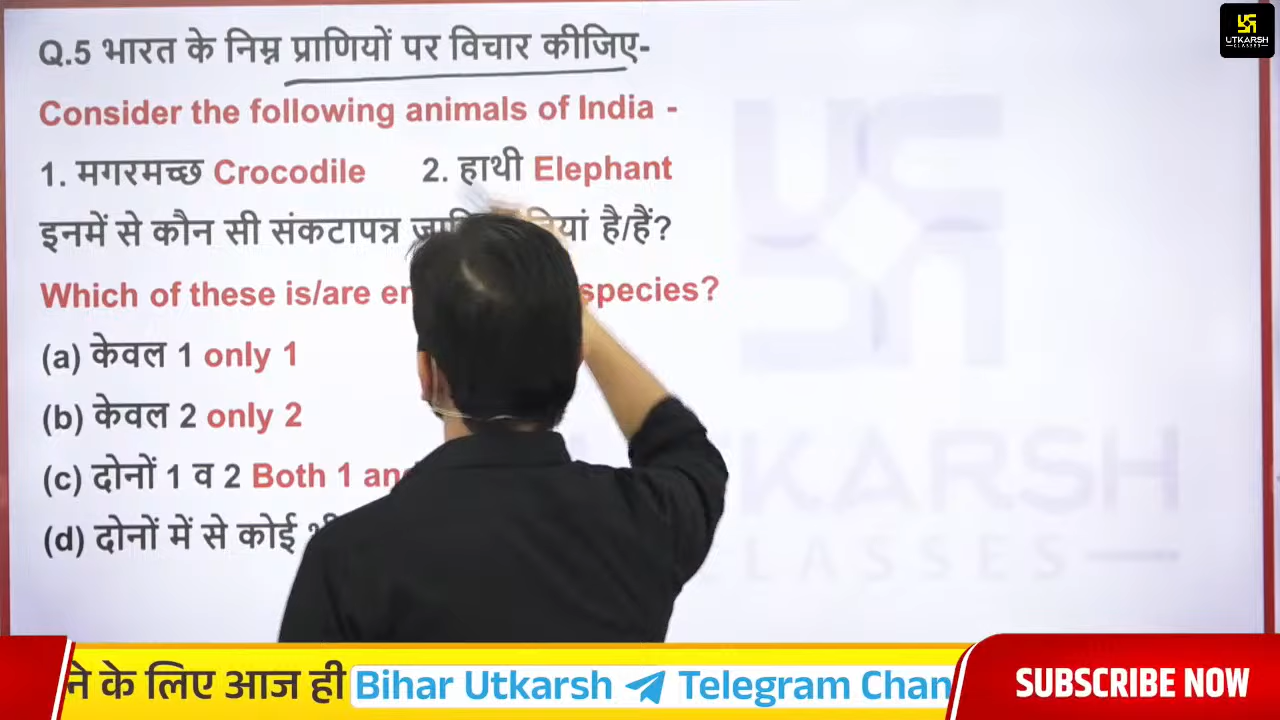 Q.5 भारत के निम्न प्राणियों पर विचार कीजिए-
Consider the following animals of India -
1. मगरमच्छ Crocodile 2. हाथी Elephant
इनमें से कौन सी संकटापन्न है/हैं?
Which of these is/are species?
(a) केवल 1 only 1
(b) केवल 2 only 2
(c) दोनों 1 व 2 Both 1
(d) दोनों में से कोई
UTKARSH
CLASSES
UTKARSH
CLASSES
ने के लिए आज ही Bihar Utkarsh Telegram Chan
SUBSCRIBE NOW